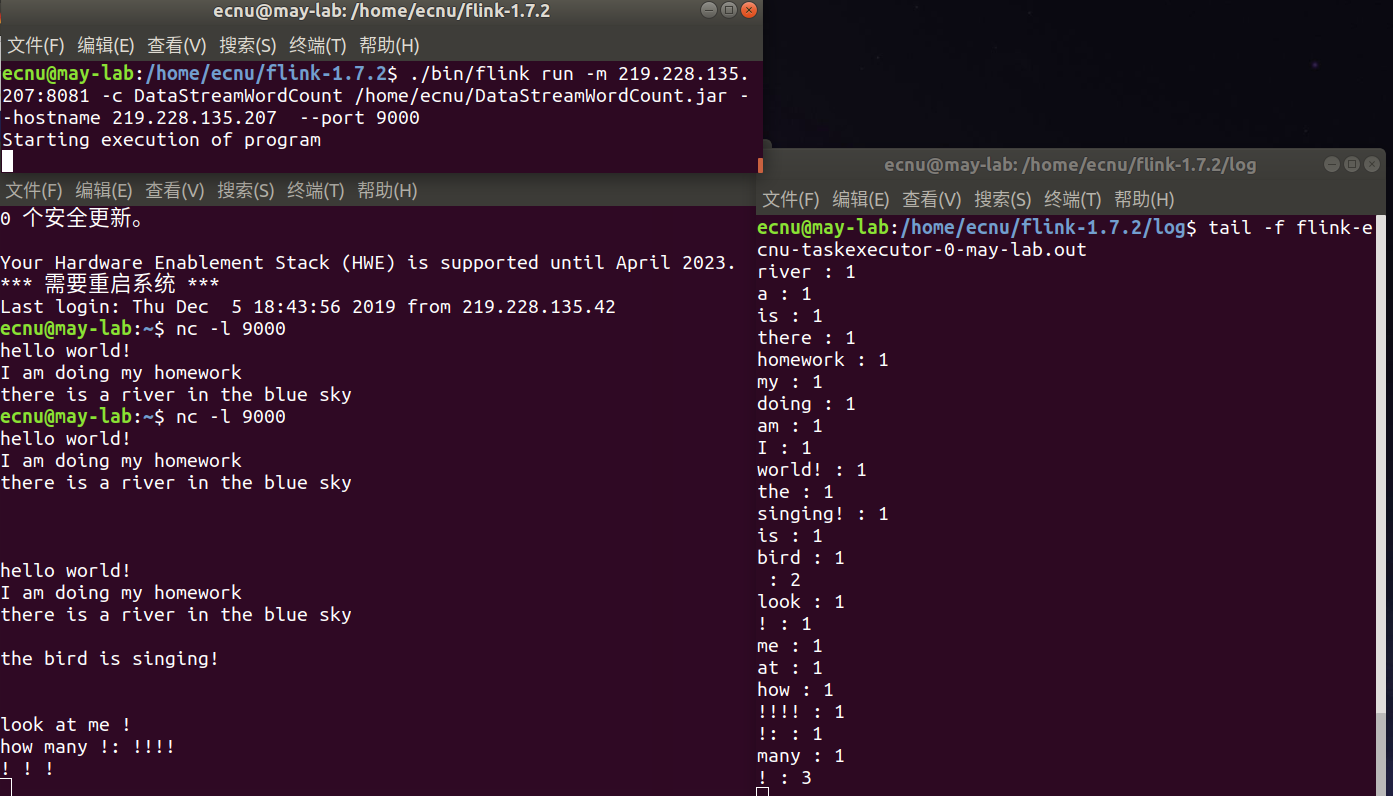 ecnu@may-lab: /home/ecnu/flink-1.7.2
文件(F) 编辑(E) 查看(V) 搜索(S) 终端(T) 帮助(H)
ecnu@may-lab:/home/ecnu/flink-1.7.2$ ./bin/flink run -m 219.228.135.
207:8081 -c DataStreamWordCount /home/ecnu/DataStreamWordCount.jar -
-hostname 219.228.135.207  --port 9000
Starting execution of program
文件(F) 编辑(E) 查看(V) 搜索(S) 终端(T) 帮助(H)
0 个安全更新。
Your Hardware Enablement Stack (HWE) is supported until April 2023.
*** 需要重启系统 ***
Last login: Thu Dec  5 18:43:56 2019 from 219.228.135.42
ecnu@may-lab:~$ nc -l 9000
hello world!
I am doing my homework
there is a river in the blue sky
ecnu@may-lab:~$ nc -l 9000
hello world!
I am doing my homework
there is a river in the blue sky
hello world!
I am doing my homework
there is a river in the blue sky
the bird is singing!
look at me !
how many !: !!!!
! ! !
ecnu@may-lab: /home/ecnu/flink-1.7.2/log
文件(F) 编辑(E) 查看(V) 搜索(S) 终端(T) 帮助(H)
ecnu@may-lab:/home/ecnu/flink-1.7.2/log$ tail -f flink-e
cnu-taskexecutor-0-may-lab.out
river : 1
a : 1
is : 1
there : 1
homework : 1
my : 1
doing : 1
am : 1
I : 1
world! : 1
the : 1
singing! : 1
is : 1
bird : 1
 : 2
look : 1
! : 1
me : 1
at : 1
how : 1
!!!! : 1
!: : 1
many : 1
! : 3